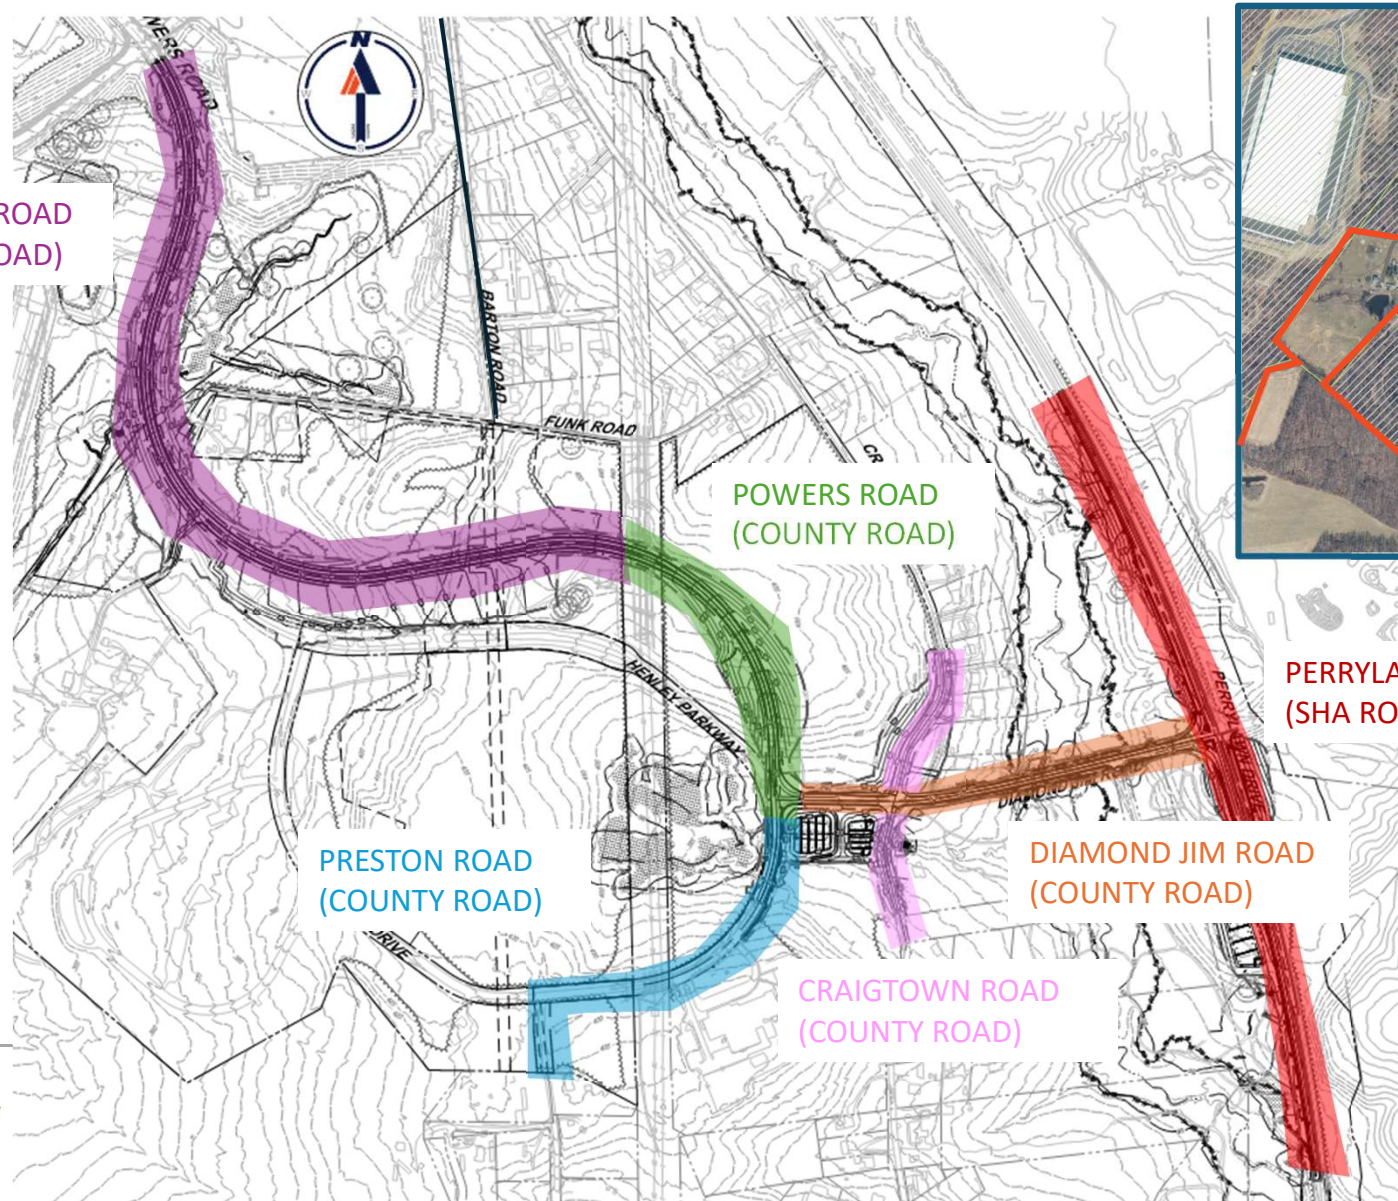 N
ROAD
OAD)
BARTON ROAD
FUNK ROAD
POWERS ROAD
(COUNTY ROAD)
HENLEY PARKWAY
PERRYLA
(SHA RO
PRESTON ROAD
(COUNTY ROAD)
DIAMOND JIM ROAD
(COUNTY ROAD)
DRIVE
CRAIGTOWN ROAD
(COUNTY ROAD)